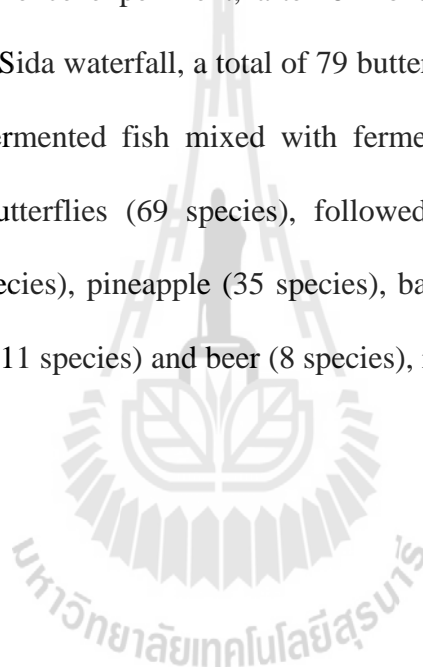 Sida waterfall, a total of 79 butter
ermented fish mixed with ferme
utterflies (69 species), followed
ecies), pineapple (35 species), ba
11 species) and beer (8 species),
มหาวิทยาลัยเทคโนโลยีสุรนารี